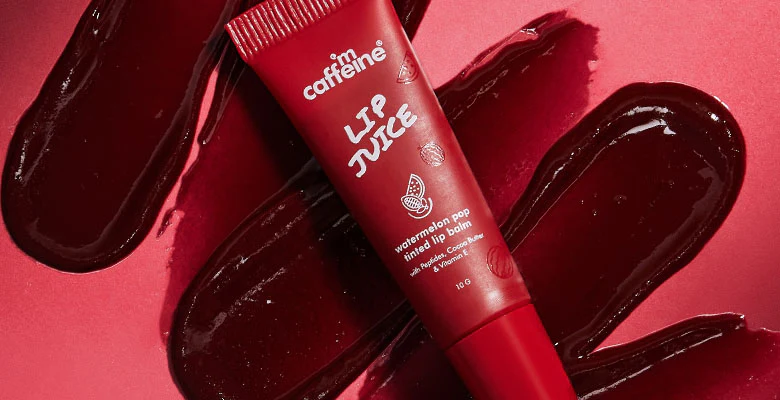 m
caffeine®
LIP
JUICE
watermelon pop
tinted lip balm
with Peptides, Cocoa Butter
& Vitamin E
10 G